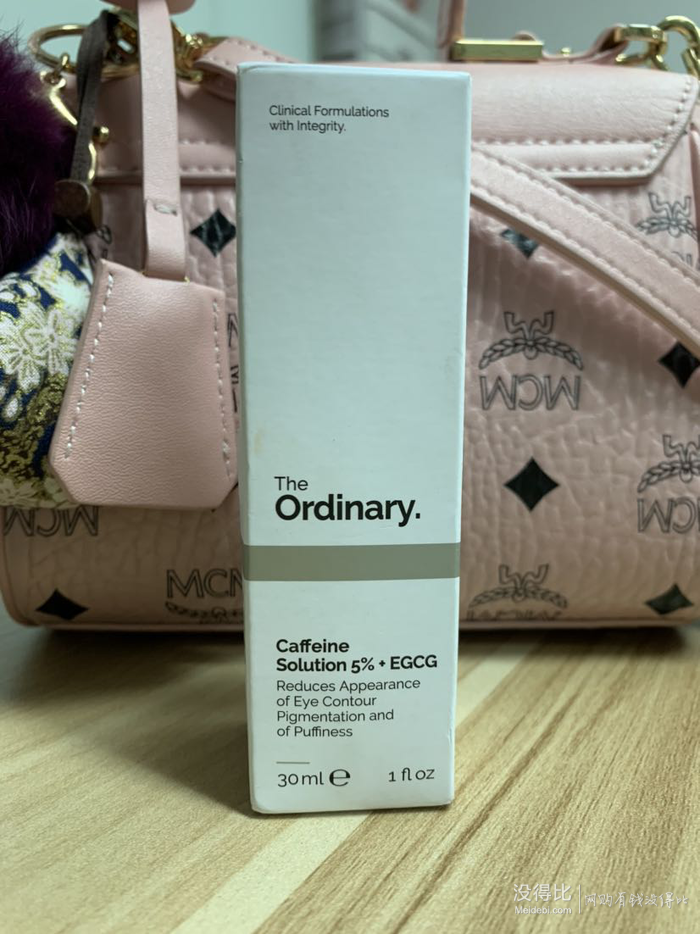 Clinical Formulations
with Integrity.
The
Ordinary.
Caffeine
Solution 5% + EGCG
Reduces Appearance
of Eye Contour
Pigmentation and
of Puffiness
30 ml e
1 fl oz
MCM
MCM
MCM
MCM
没得比
Meidebi.com
网购有钱没得比